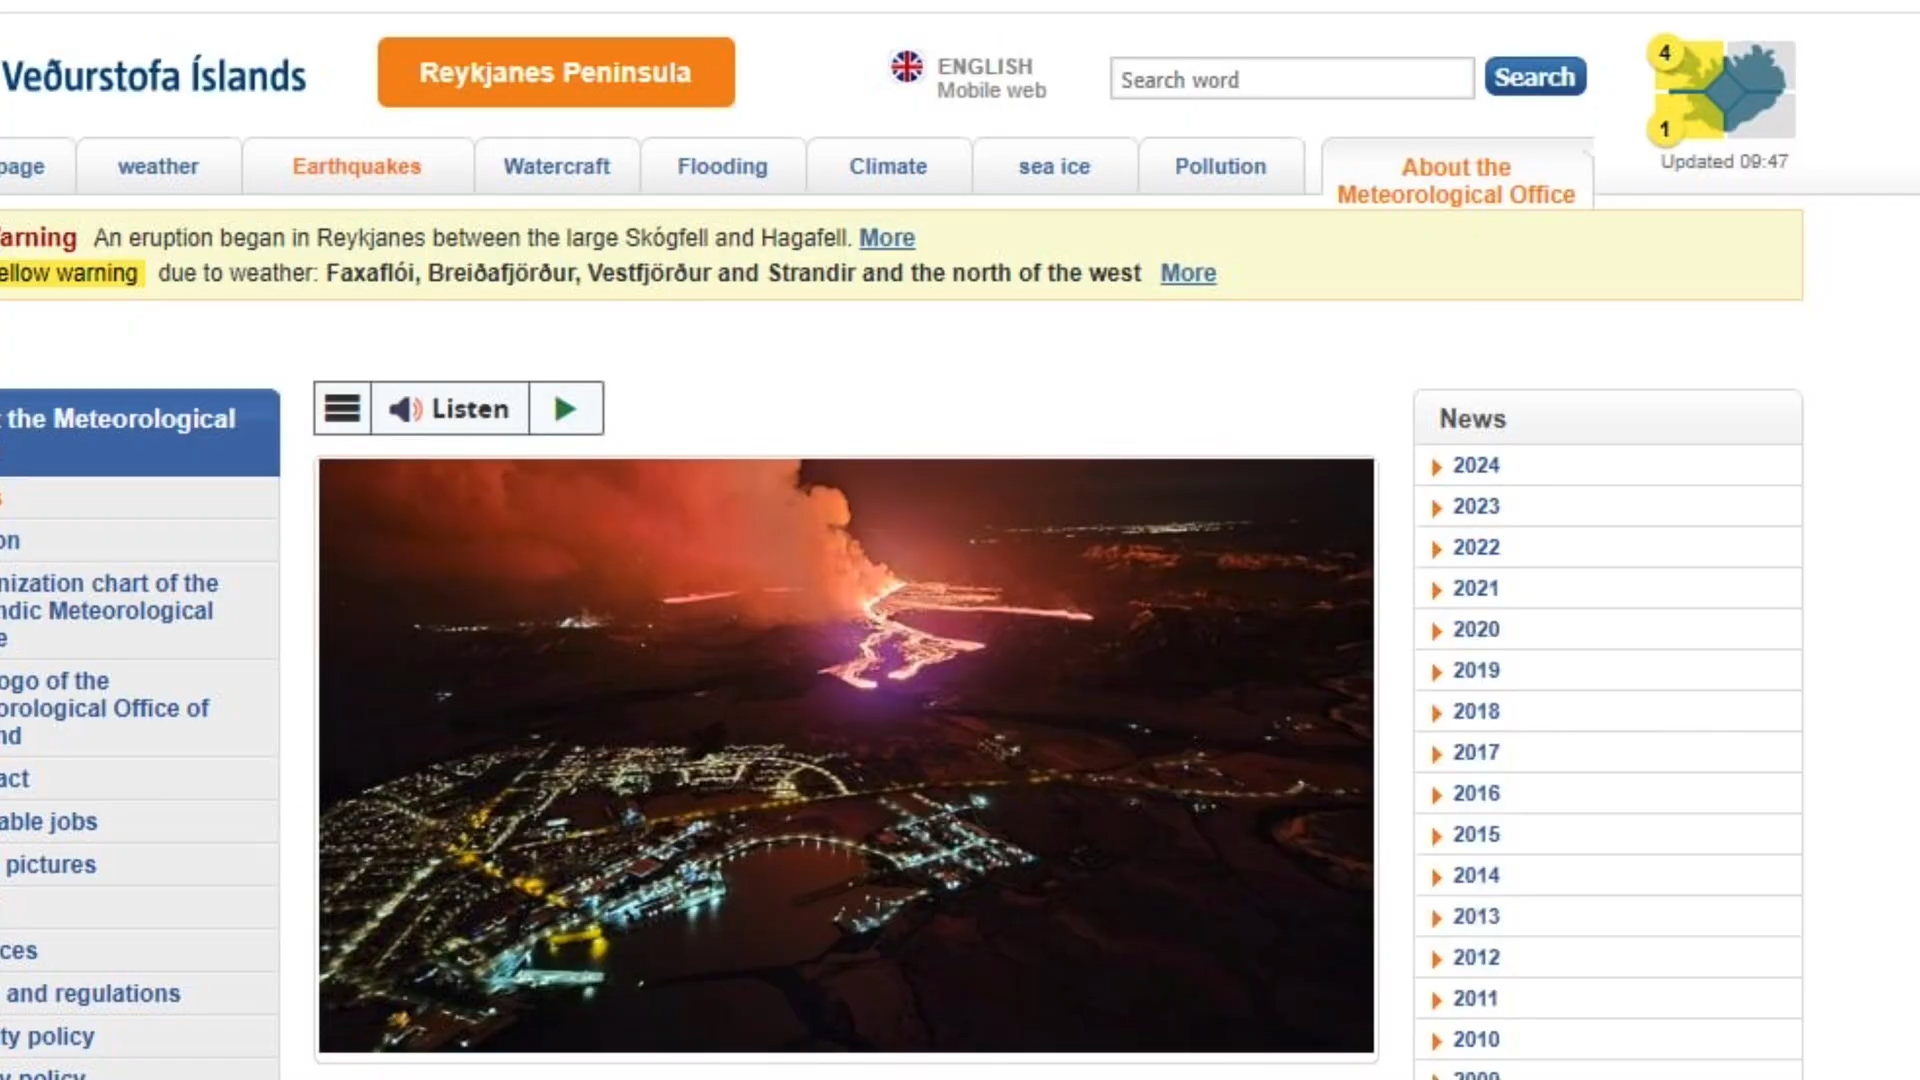 Veðurstofa Íslands
Reykjanes Peninsula
ENGLISH
Mobile web
Search word
Search
4
1
Updated 09:47
page
weather
Earthquakes
Watercraft
Flooding
Climate
sea ice
Pollution
About the
Meteorological Office
arning An eruption began in Reykjanes between the large Skógfell and Hagafell. More
ellow warning due to weather: Faxaflói, Breiðafjörður, Vestfjörður and Strandir and the north of the west More
the Meteorological
s
on
nization chart of the
ndic Meteorological
e
ogo of the
orological Office of
nd
act
able jobs
pictures
ces
and regulations
ty policy
y policy
Listen
News
2024
2023
2022
2021
2020
2019
2018
2017
2016
2015
2014
2013
2012
2011
2010
2009